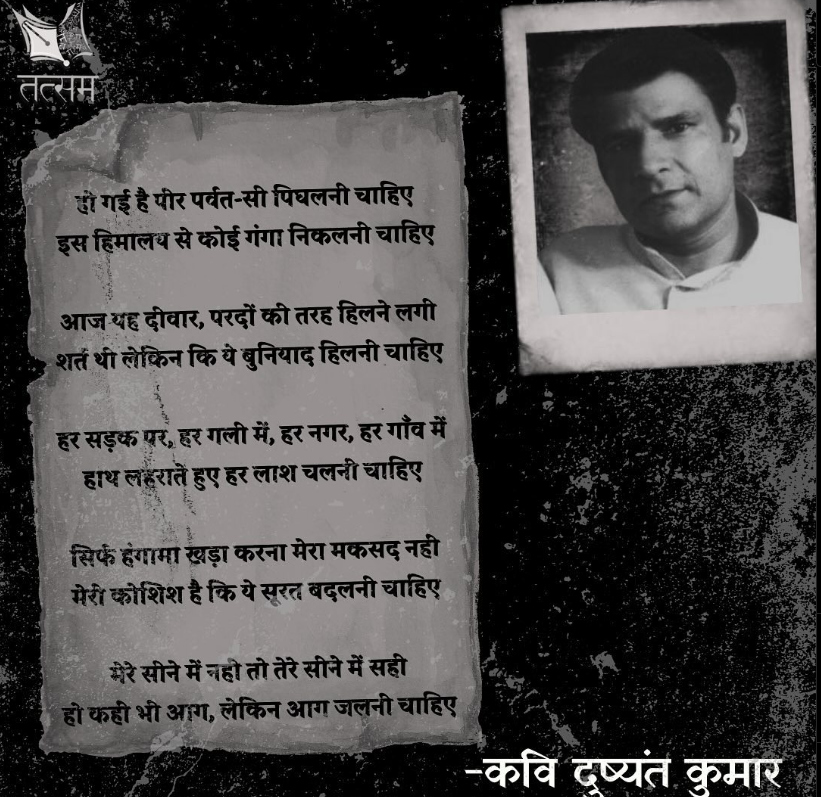 तत्सम
हो गई है पीर पर्वत-सी पिघलनी चाहिए
इस हिमालय से कोई गंगा निकलनी चाहिए
आज यह दीवार, परदों की तरह हिलने लगी
शर्त थी लेकिन कि ये बुनियाद हिलनी चाहिए
हर सड़क पर, हर गली में, हर नगर, हर गाँव में
हाथ लहराते हुए हर लाश चलनी चाहिए
सिर्फ हंगामा खड़ा करना मेरा मकसद नही
मेरी कोशिश है कि ये सूरत बदलनी चाहिए
मेरे सीने में नही तो तेरे सीने में सही
हो कही भी आग, लेकिन आग जलनी चाहिए
-कवि दुष्यंत कुमार